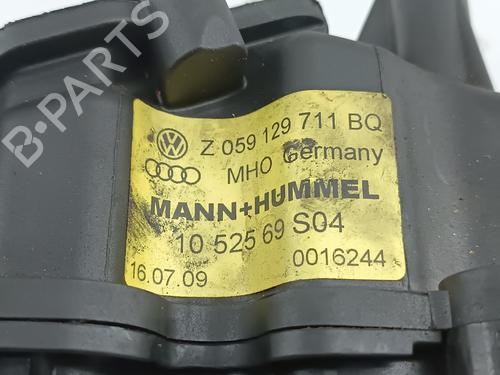 B-PARTS
Z 059 129 711 BQ
MHO Germany
MANN+HUMMEL
10 525 69 S04
16.07.09 0016244